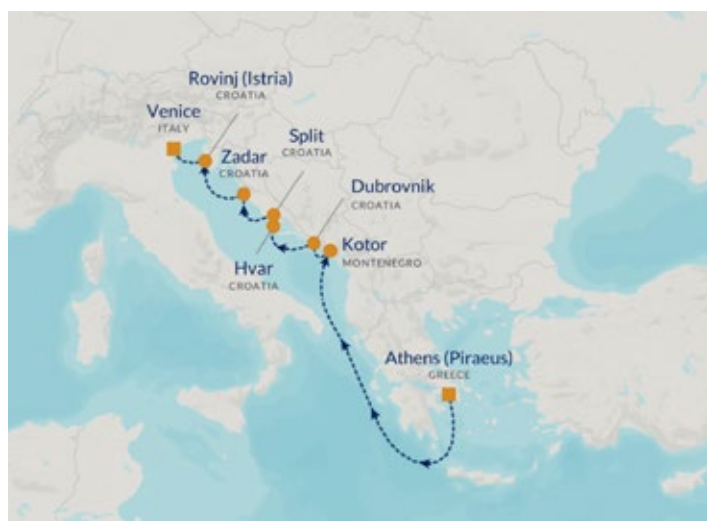 Rovinj (Istria)
CROATIA
Venice
ITALY
Split
CROATIA
Zadar
CROATIA
Dubrovnik
CROATIA
Kotor
MONTENEGRO
Hvar
CROATIA
Athens (Piraeus)
GREECE